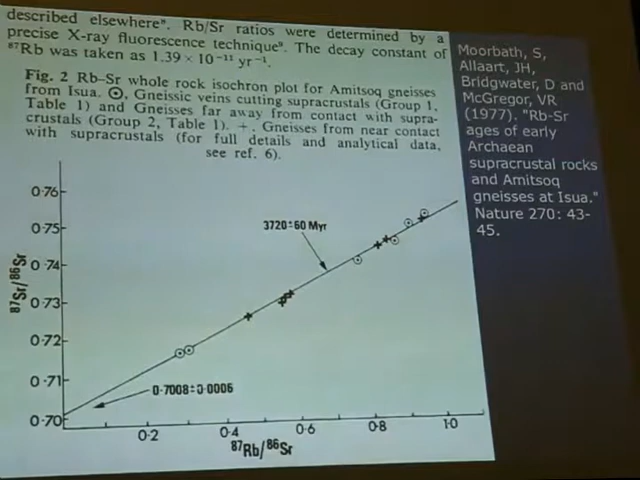 described elsewhere⁹. Rb/Sr ratios were determined by a
precise X-ray fluorescence technique⁹. The decay constant of
⁸⁷Rb was taken as 1.39 × 10⁻¹¹ yr⁻¹.
Fig. 2 Rb–Sr whole rock isochron plot for Amitsoq gneisses
from Isua. ⊙, Gneissic veins cutting supracrustals (Group 1,
Table 1) and Gneisses far away from contact with supra-
crustals (Group 2, Table 1). +, Gneisses from near contact
with supracrustals (for full details and analytical data,
see ref. 6).
0·76
0·75
0·74
0·73
0·72
0·71
0·70
⁸⁷Sr/⁸⁶Sr
3720±60 Myr
0·7008±0·0006
0·2
0·4
0·6
0·8
1·0
⁸⁷Rb/⁸⁶Sr
Moorbath, S,
Allaart, JH,
Bridgwater, D and
McGregor, VR
(1977). "Rb-Sr
ages of early
Archaean
supracrustal rocks
and Amitsoq
gneisses at Isua."
Nature 270: 43-
45.